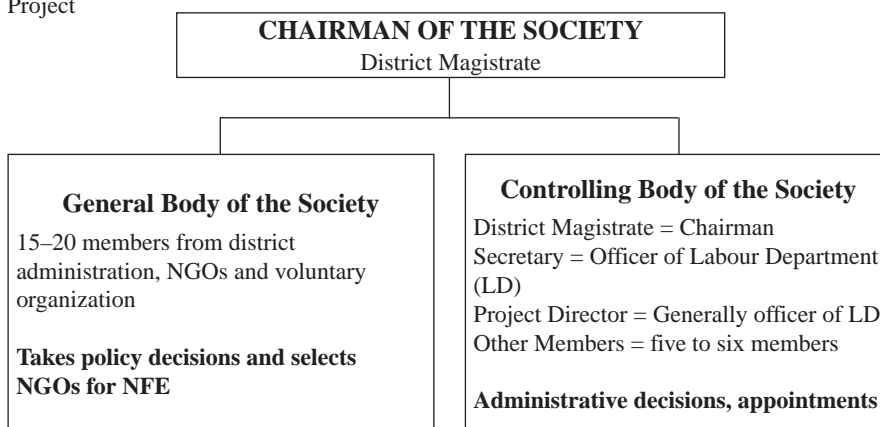 Project
CHAIRMAN OF THE SOCIETY
District Magistrate
General Body of the Society
15–20 members from district
administration, NGOs and voluntary
organization
Takes policy decisions and selects
NGOs for NFE
Controlling Body of the Society
District Magistrate = Chairman
Secretary = Officer of Labour Department
(LD)
Project Director = Generally officer of LD
Other Members = five to six members
Administrative decisions, appointments